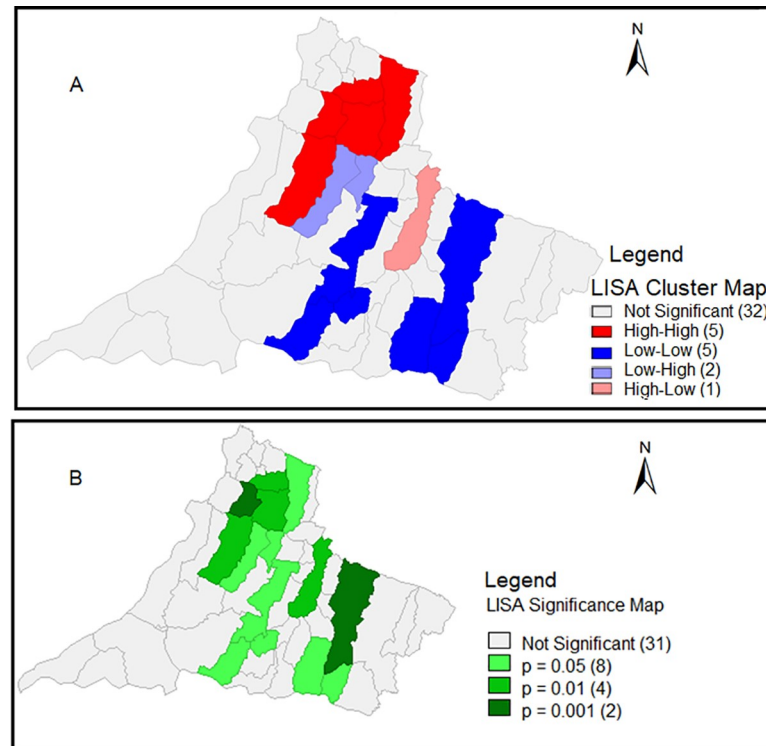 N
A
Legend
LISA Cluster Map
Not Significant (32)
High-High (5)
Low-Low (5)
Low-High (2)
High-Low (1)
N
B
Legend
LISA Significance Map
Not Significant (31)
p = 0.05 (8)
p = 0.01 (4)
p = 0.001 (2)